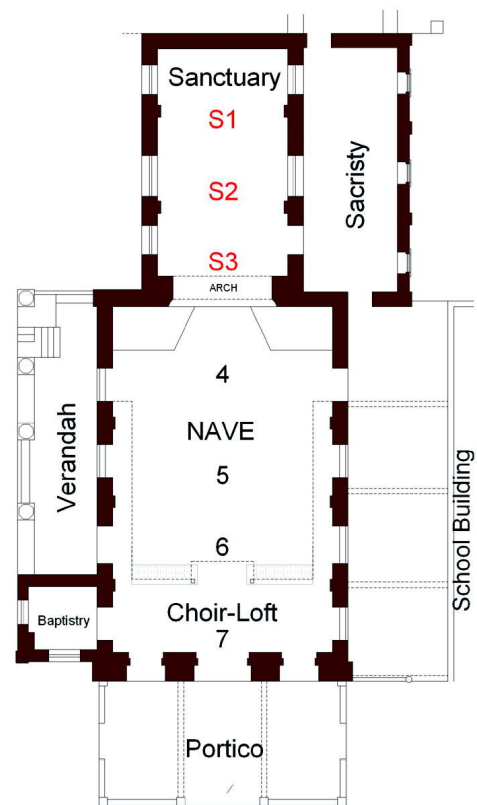 Sanctuary
S1
S2
Sacristy
S3
ARCH
4
NAVE
Verandah
5
6
School Building
Choir-Loft
Baptistry
7
Portico